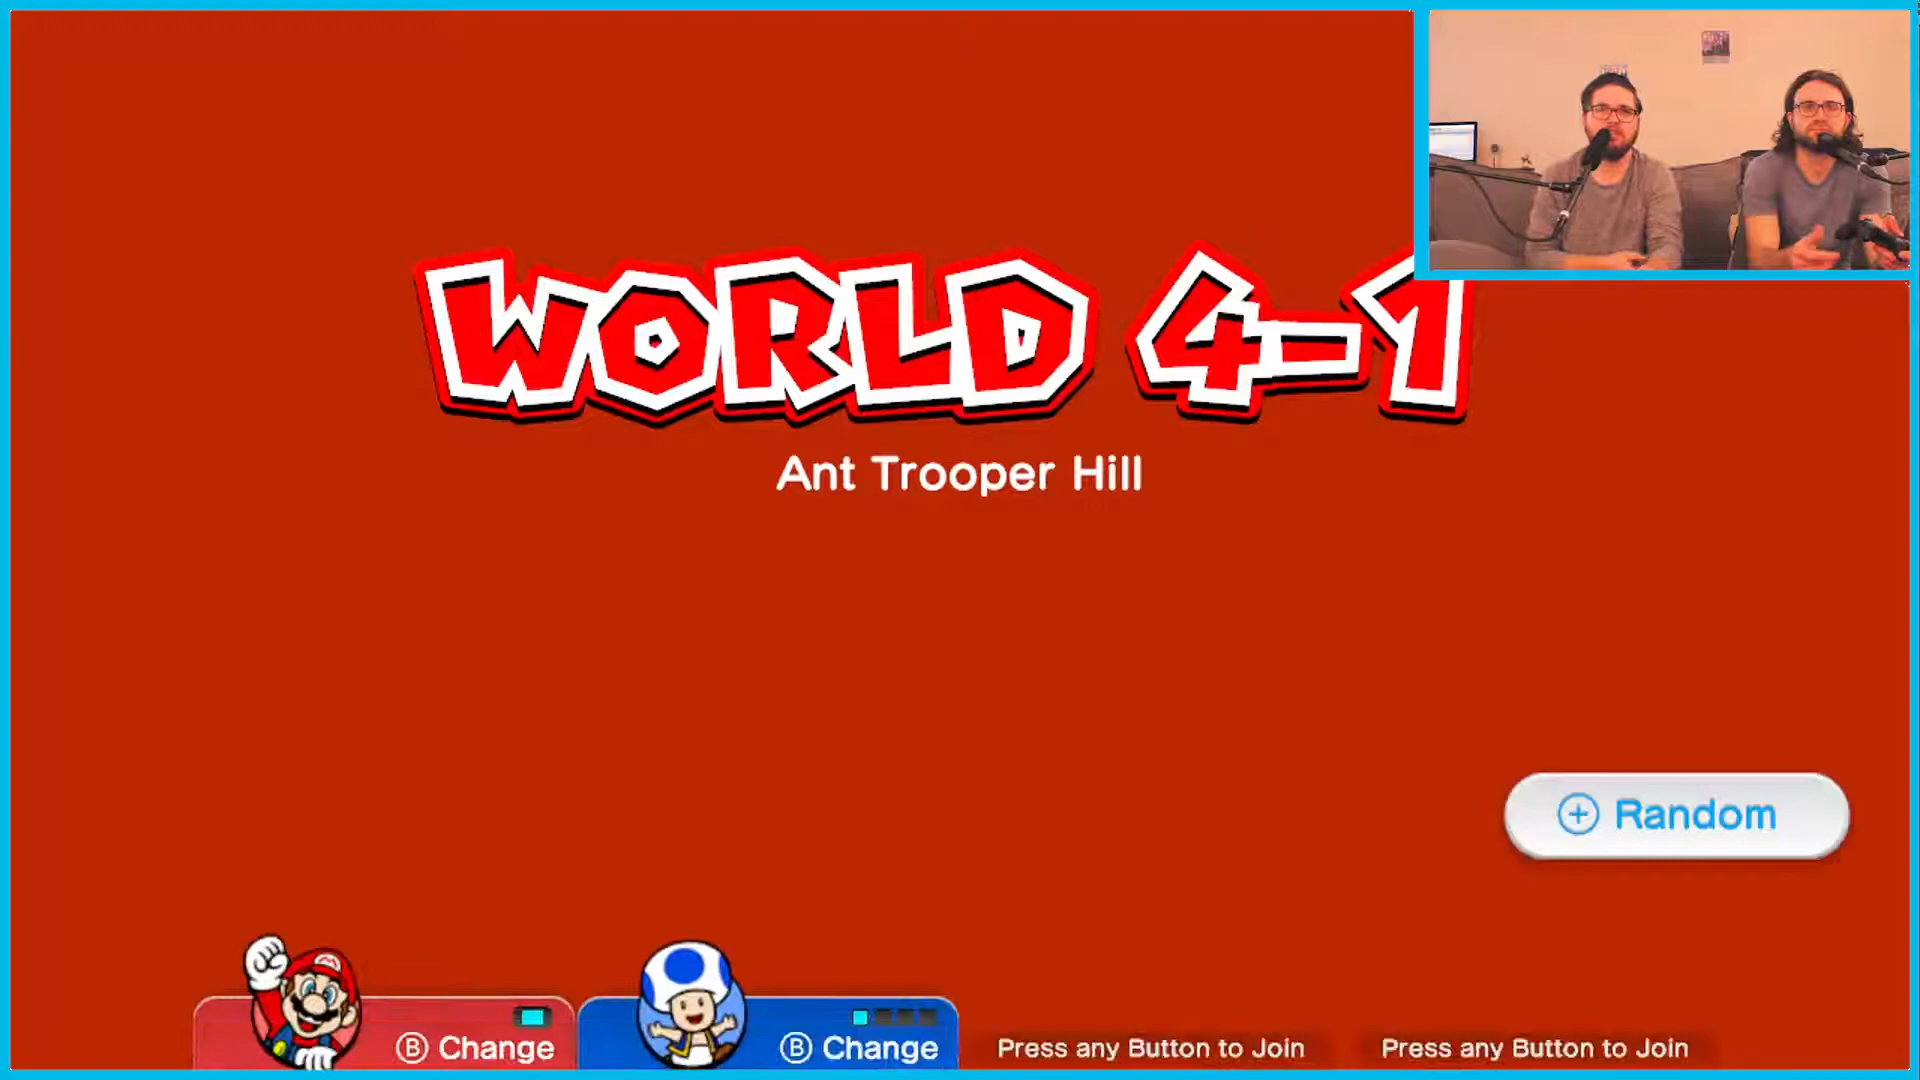 WORLD 4-1
Ant Trooper Hill
+ Random
B Change
B Change
Press any Button to Join
Press any Button to Join